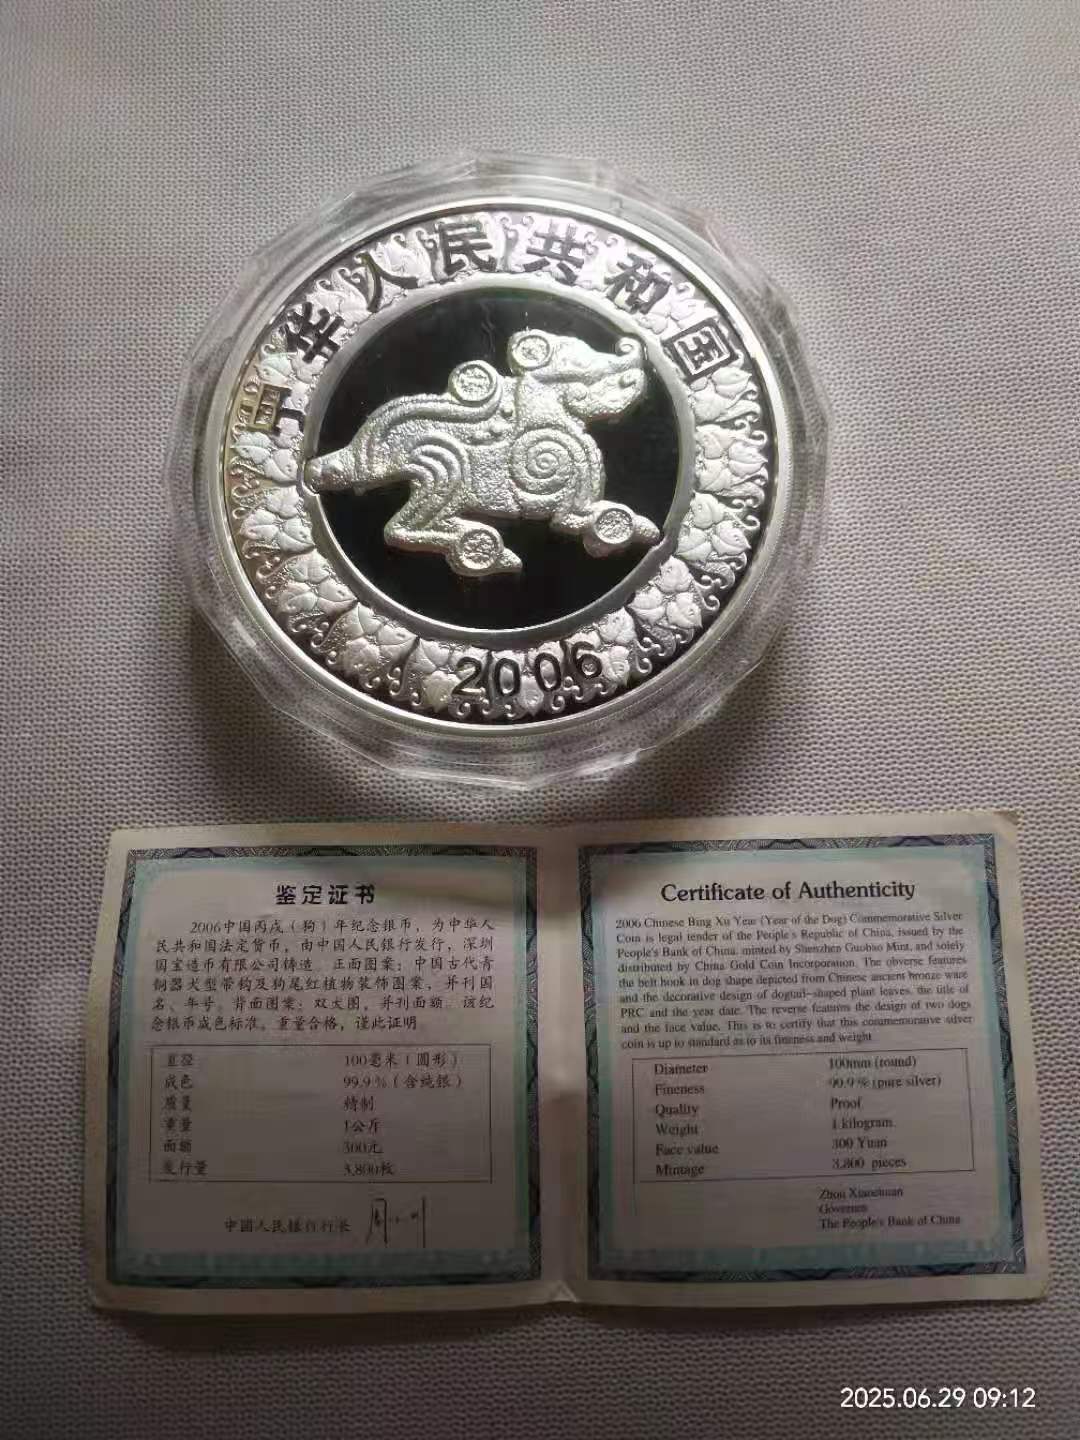 中华人民共和国
2006
鉴定证书
2006中国丙戌(狗)年纪念银币,为中华人
民共和国法定货币,由中国人民银行发行,深圳
国宝造币有限公司铸造。正面图案:中国古代青
铜器犬型带钩及狗尾红植物装饰图案,并刊国
名、年号。背面图案:双犬图,并刊面额。该纪
念银币成色标准,重量合格,谨此证明
直径 100毫米(圆形)
成色 99.9%(含纯银)
质量 精制
重量 1公斤
面额 300元
发行量 3,800枚
中国人民银行行长
Certificate of Authenticity
2006 Chinese Bing Xu Year (Year of the Dog) Commemorative Silver
Coin is legal tender of the People's Republic of China, issued by the
People's Bank of China, minted by Shenzhen Guobao Mint, and solely
distributed by China Gold Coin Incorporation. The obverse features
the belt hook in dog shape depicted from Chinese ancient bronze ware
and the decorative design of dogtail-shaped plant leaves, the title of
PRC and the year date. The reverse features the design of two dogs
and the face value. This is to certify that this commemorative silver
coin is up to standard as to its fineness and weight.
Diameter 100mm (round)
Fineness 99.9 % (pure silver)
Quality Proof
Weight 1 kilogram
Face value 300 Yuan
Mintage 3,800 pieces
Zhou Xiaochuan
Governor
The People's Bank of China
2025.06.29 09:12